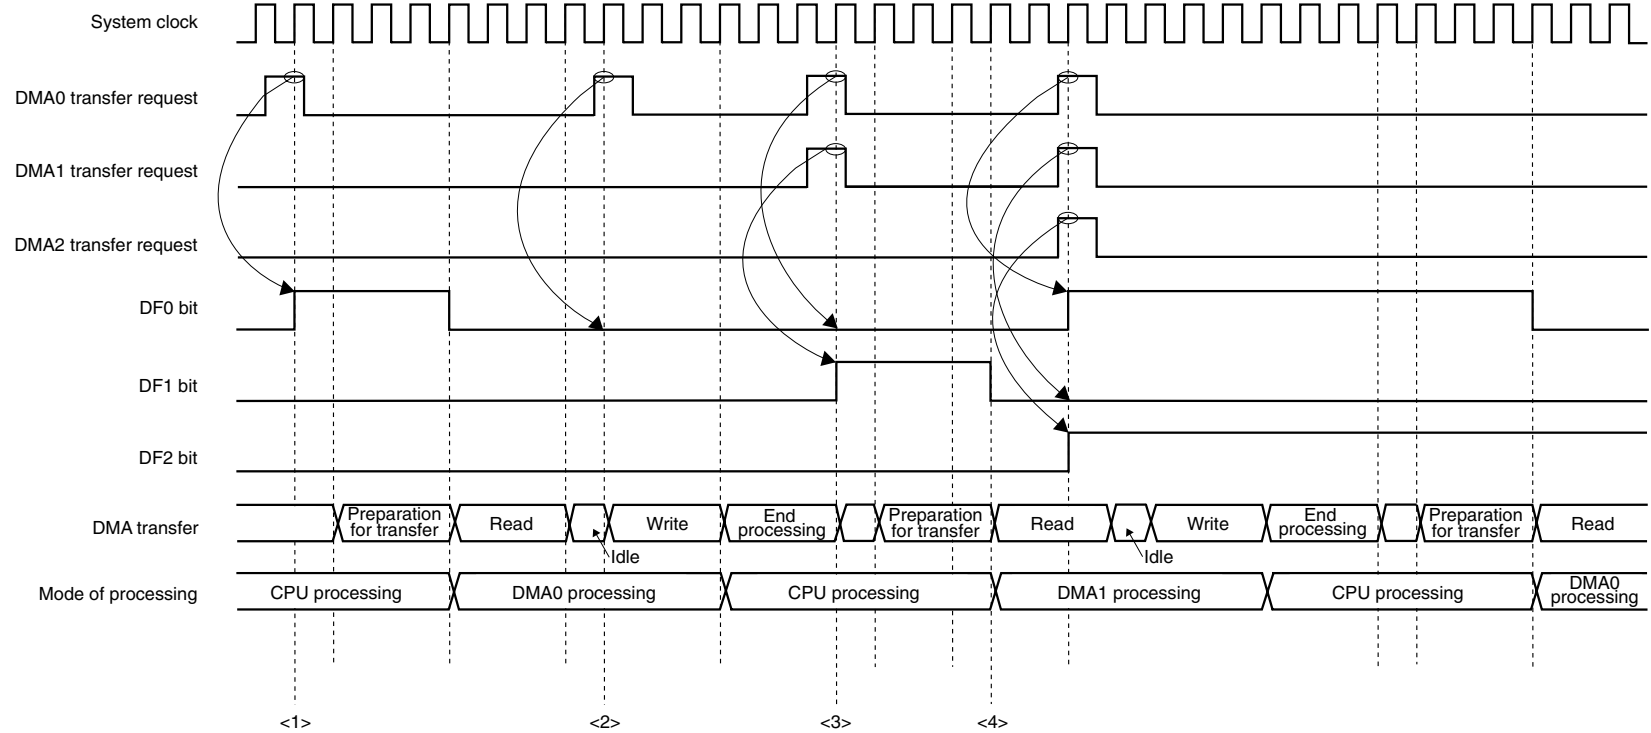 System clock
DMA0 transfer request
DMA1 transfer request
DMA2 transfer request
DF0 bit
DF1 bit
DF2 bit
DMA transfer
Preparation
for transfer
Read
Write
End
processing
Preparation
for transfer
Read
Write
End
processing
Preparation
for transfer
Read
Idle
Idle
Mode of processing
CPU processing
DMA0 processing
CPU processing
DMA1 processing
CPU processing
DMA0
processing
<1>
<2>
<3>
<4>